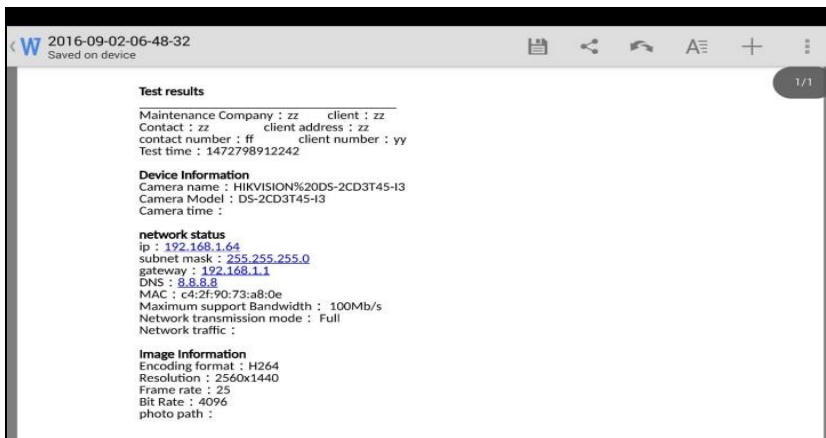 2016-09-02-06-48-32
Saved on device
1/1
Test results
Maintenance Company : zz client : zz
Contact : zz client address : zz
contact number : ff client number : yy
Test time : 1472798912242
Device Information
Camera name : HIKVISION%20DS-2CD3T45-I3
Camera Model : DS-2CD3T45-I3
Camera time :
network status
ip : 192.168.1.64
subnet mask : 255.255.255.0
gateway : 192.168.1.1
DNS : 8.8.8.8
MAC : c4:2f:90:73:a8:0e
Maximum support Bandwidth : 100Mb/s
Network transmission mode : Full
Network traffic :
Image Information
Encoding format : H264
Resolution : 2560x1440
Frame rate : 25
Bit Rate : 4096
photo path :